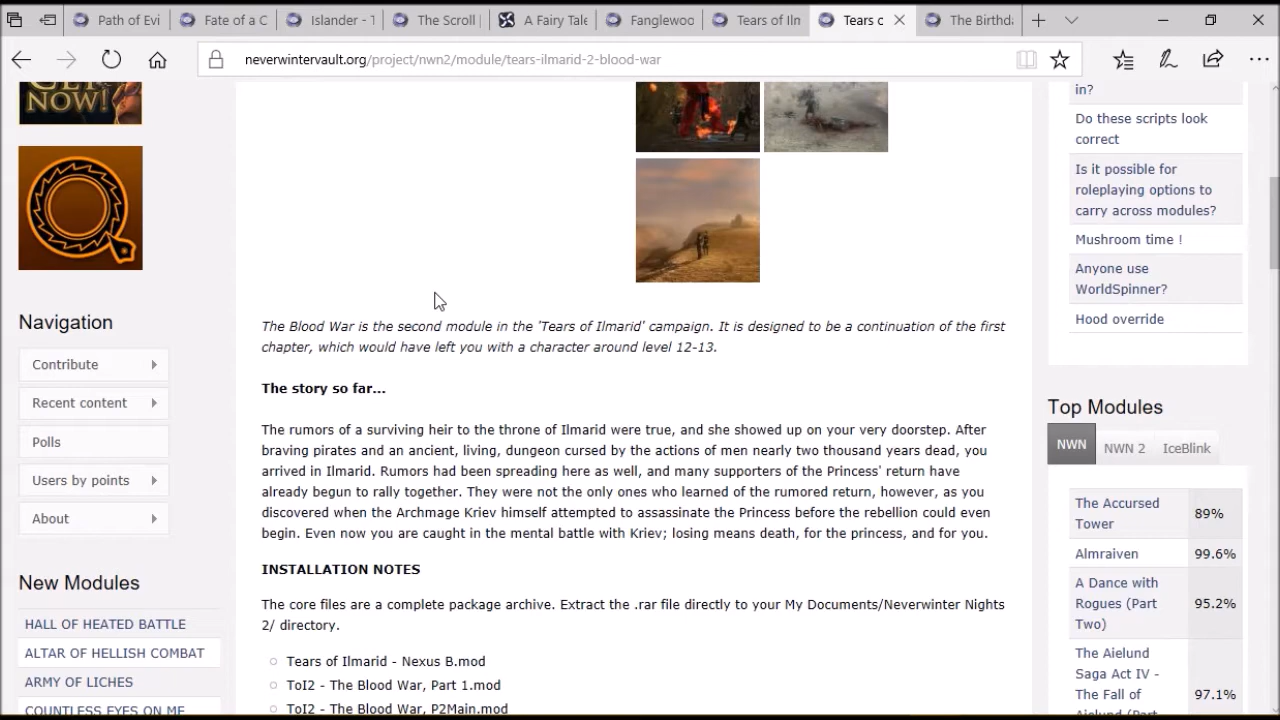 Path of Evi
Fate of a C
Islander - T
The Scroll |
A Fairy Tale
Fanglewoo
Tears of Ilm
Tears o
The Birthda
neverwintervault.org/project/nwn2/module/tears-ilmarid-2-blood-war
NOW!
in?
Do these scripts look
correct
Is it possible for
roleplaying options to
carry across modules?
Mushroom time !
Anyone use
WorldSpinner?
Hood override
Navigation
Contribute
Recent content
Polls
Users by points
About
New Modules
HALL OF HEATED BATTLE
ALTAR OF HELLISH COMBAT
ARMY OF LICHES
COUNTLESS EYES ON ME
The Blood War is the second module in the 'Tears of Ilmarid' campaign. It is designed to be a continuation of the first
chapter, which would have left you with a character around level 12-13.
The story so far...
The rumors of a surviving heir to the throne of Ilmarid were true, and she showed up on your very doorstep. After
braving pirates and an ancient, living, dungeon cursed by the actions of men nearly two thousand years dead, you
arrived in Ilmarid. Rumors had been spreading here as well, and many supporters of the Princess' return have
already begun to rally together. They were not the only ones who learned of the rumored return, however, as you
discovered when the Archmage Kriev himself attempted to assassinate the Princess before the rebellion could even
begin. Even now you are caught in the mental battle with Kriev; losing means death, for the princess, and for you.
INSTALLATION NOTES
The core files are a complete package archive. Extract the .rar file directly to your My Documents/Neverwinter Nights
2/ directory.
Tears of Ilmarid - Nexus B.mod
ToI2 - The Blood War, Part 1.mod
ToI2 - The Blood War, P2Main.mod
Top Modules
NWN
NWN 2
IceBlink
The Accursed
Tower
89%
Almraiven
99.6%
A Dance with
Rogues (Part
Two)
95.2%
The Aielund
Saga Act IV -
The Fall of
Aielund (Part
97.1%